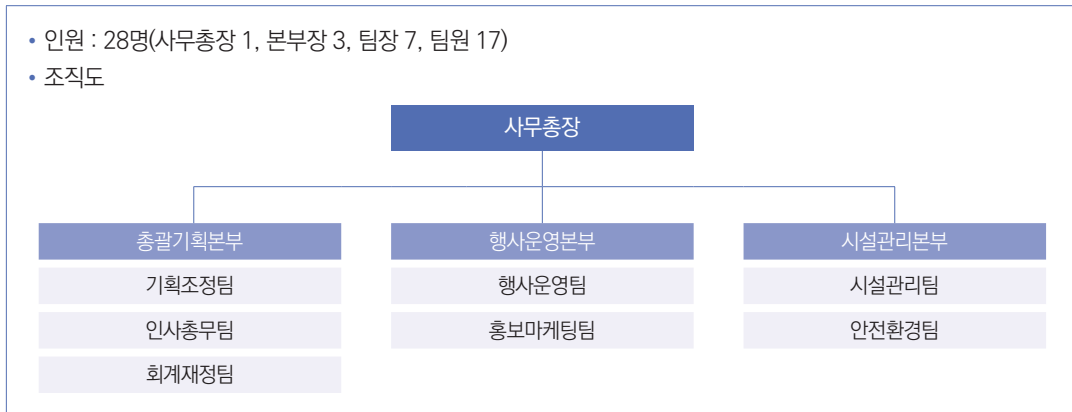 • 인원 : 28명(사무총장 1, 본부장 3, 팀장 7, 팀원 17)
• 조직도
사무총장
총괄기획본부
기획조정팀
인사총무팀
회계재정팀
행사운영본부
행사운영팀
홍보마케팅팀
시설관리본부
시설관리팀
안전환경팀